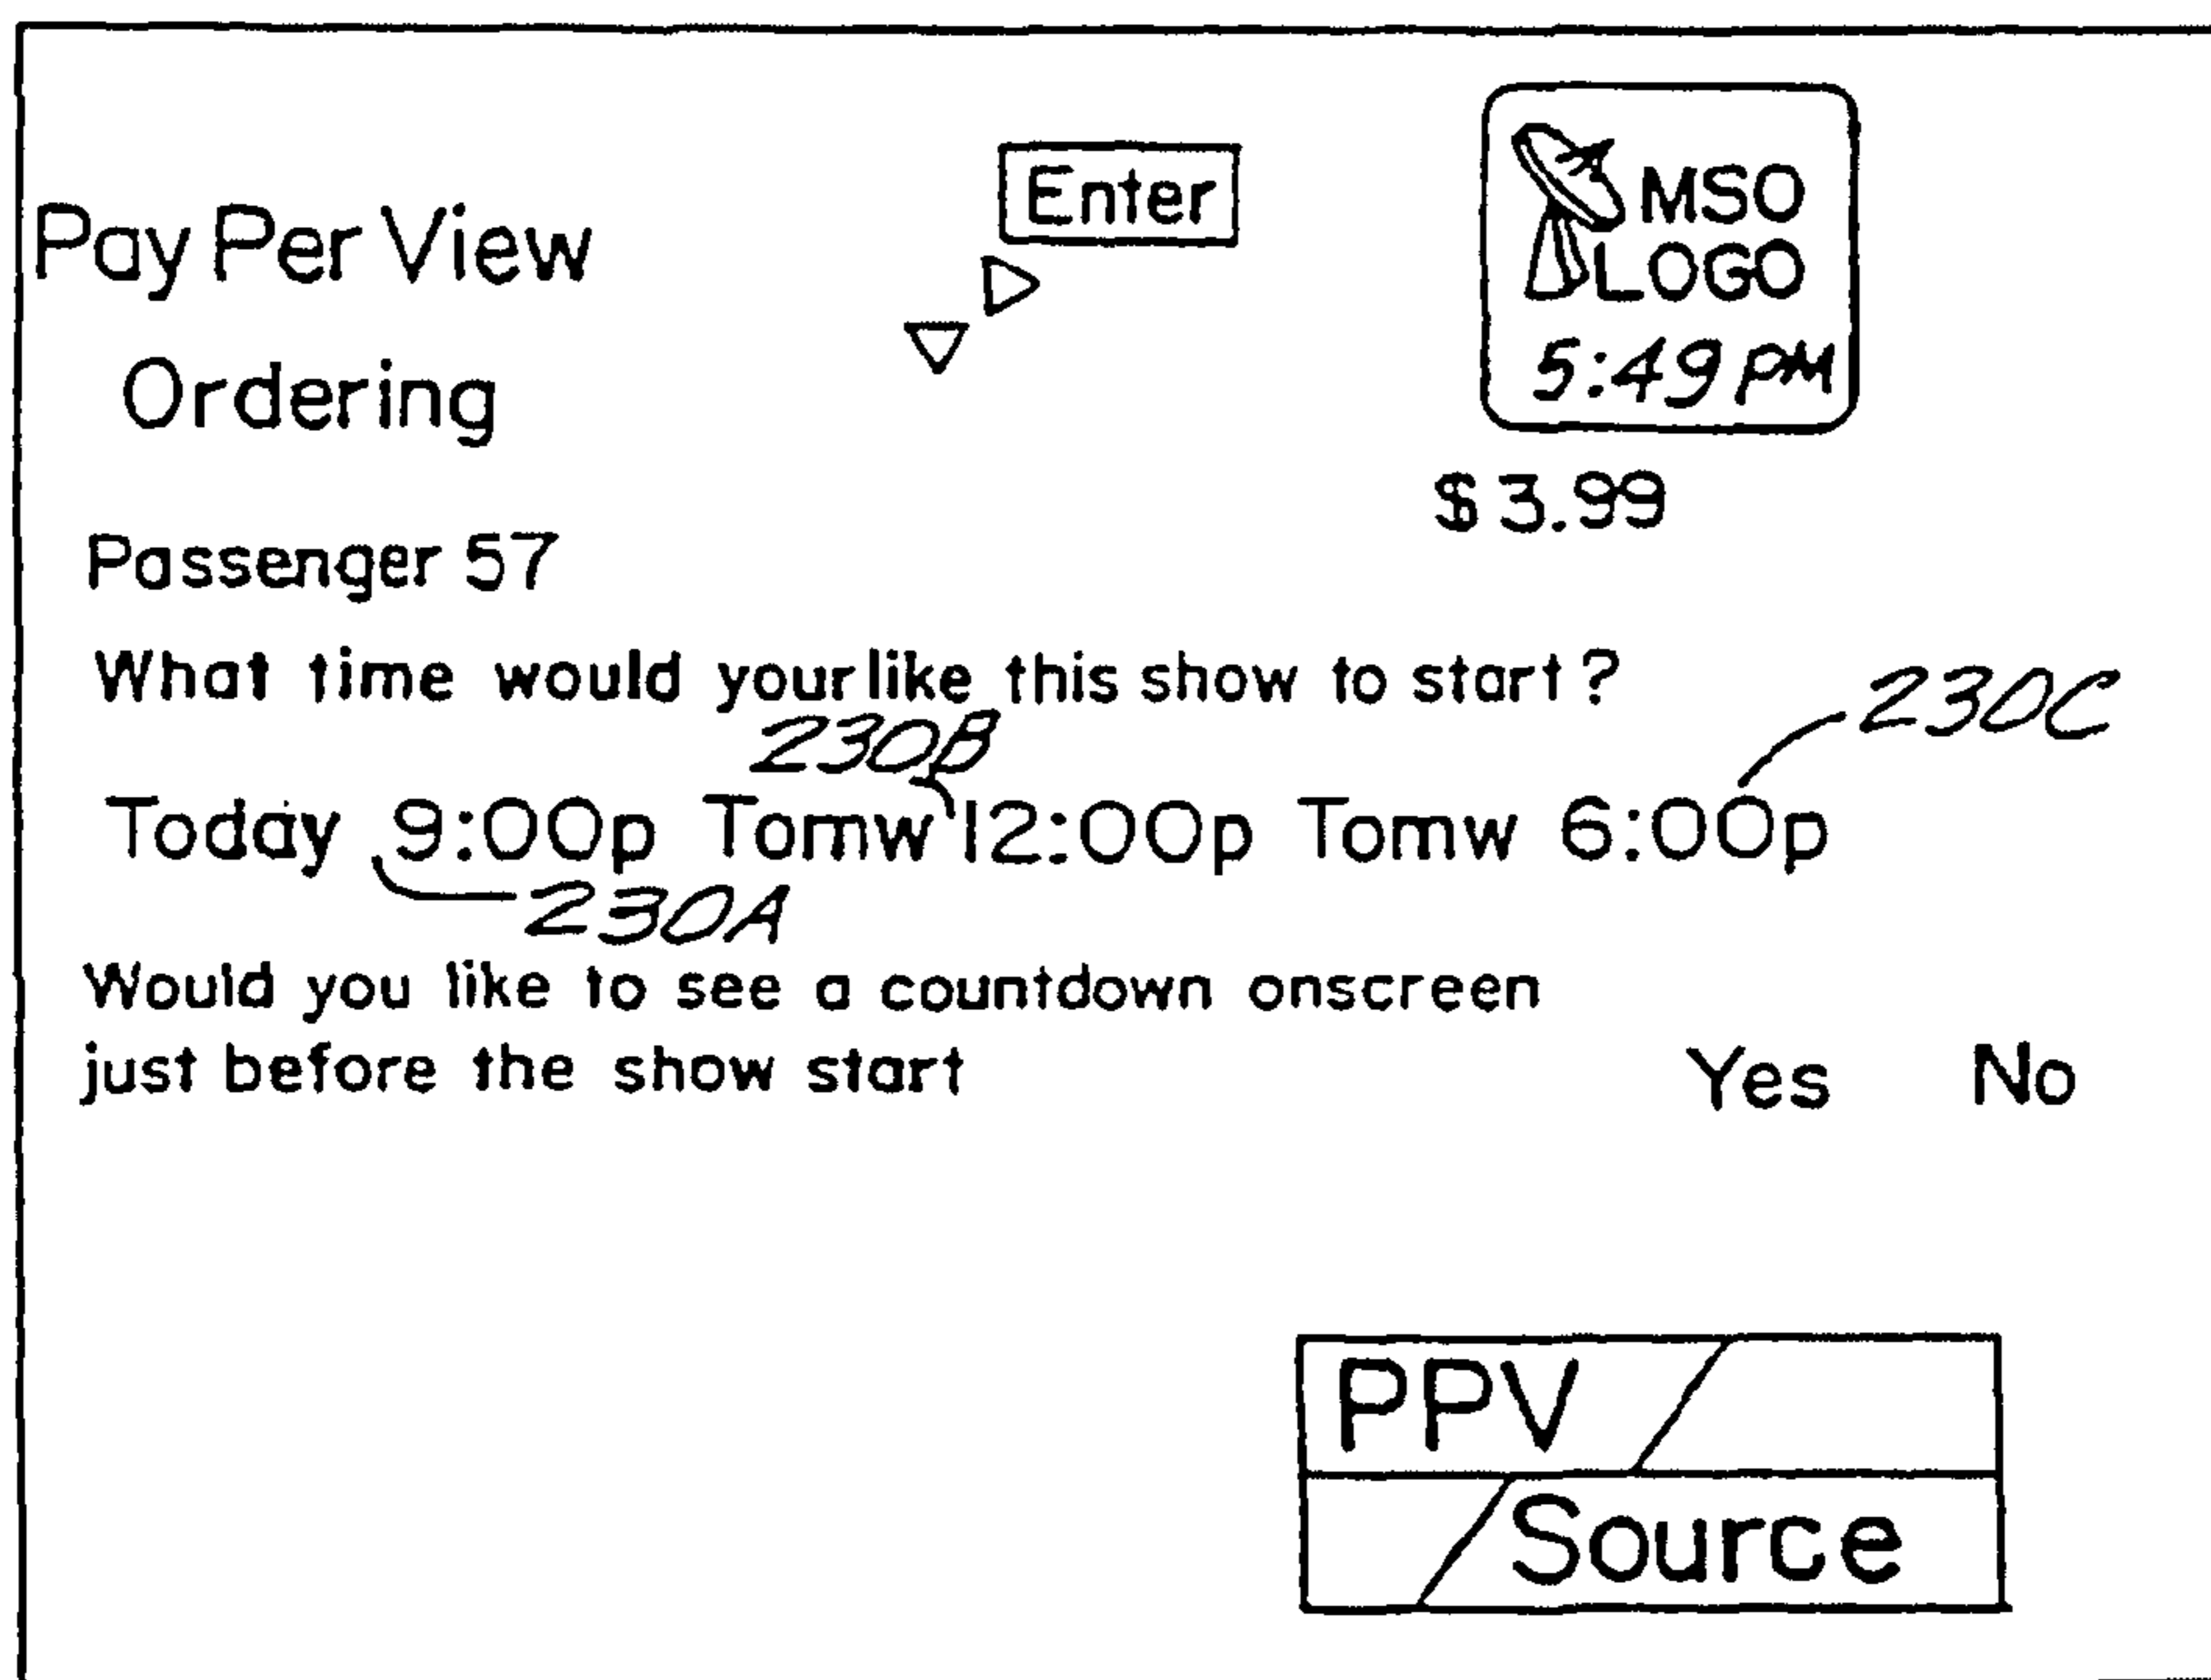 Enter
MSO
LOGO
5:49 PM
Pay Per View
Ordering
$3.99
Passenger 57
What time would your like this show to start?
230B
230C
Today 9:00p Tomw 12:00p Tomw 6:00p
230A
Would you like to see a countdown onscreen
just before the show start
Yes No
PPV
Source